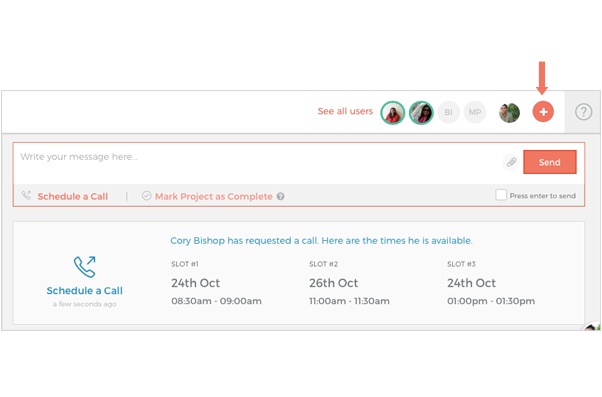 See all users BI MP + ?
Write your message here...
Send
Schedule a Call | Mark Project as Complete ? Press enter to send
Cory Bishop has requested a call. Here are the times he is available.
SLOT #1 SLOT #2 SLOT #3
24th Oct 26th Oct 24th Oct
08:30am - 09:00am 11:00am - 11:30am 01:00pm - 01:30pm
Schedule a Call
a few seconds ago